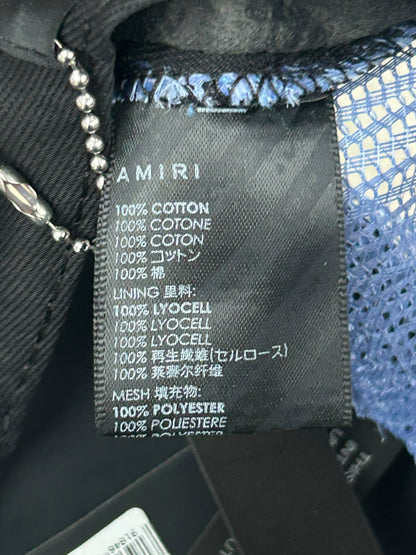 AMIRI
100% COTTON
100% COTONE
100% COTON
100% コットン
100% 棉
LINING 里料:
100% LYOCELL
100% LYOCELL
100% LYOCELL
100% 再生繊維(セルロース)
100% 莱赛尔纤维
MESH 填充物:
100% POLYESTER
100% POLIESTERE